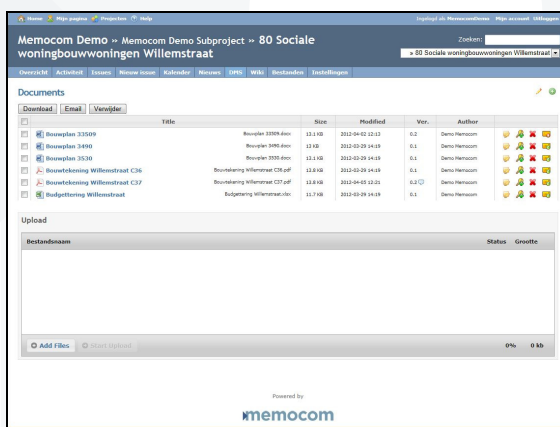 Home Mijn pagina Projecten Help Ingelogd als MemocomDemo Mijn account Uitloggen
Memocom Demo » Memocom Demo Subproject » 80 Sociale
woningbouwwoningen Willemstraat
Zoeken:
» 80 Sociale woningbouwwoningen Willemstraat
Overzicht Activiteit Issues Nieuw issue Kalender Nieuws DMS Wiki Bestanden Instellingen
Documents
Download Email Verwijder
Title Size Modified Ver. Author
Bouwplan 33509 Bouwplan 33509.docx 13.1 KB 2012-04-02 12:13 0.2 Demo Memocom
Bouwplan 3490 Bouwplan 3490.docx 13 KB 2012-03-29 14:19 0.1 Demo Memocom
Bouwplan 3530 Bouwplan 3530.docx 13.1 KB 2012-03-29 14:19 0.1 Demo Memocom
Bouwtekening Willemstraat C36 Bouwtekening Willemstraat C36.pdf 13.8 KB 2012-03-29 14:19 0.1 Demo Memocom
Bouwtekening Willemstraat C37 Bouwtekening Willemstraat C37.pdf 13.8 KB 2012-04-05 12:21 0.2 Demo Memocom
Budgettering Willemstraat Budgettering Willemstraat.xlsx 11.7 KB 2012-03-29 14:19 0.1 Demo Memocom
Upload
Bestandsnaam Status Grootte
Add Files Start Upload 0% 0 kb
Powered by
memocom